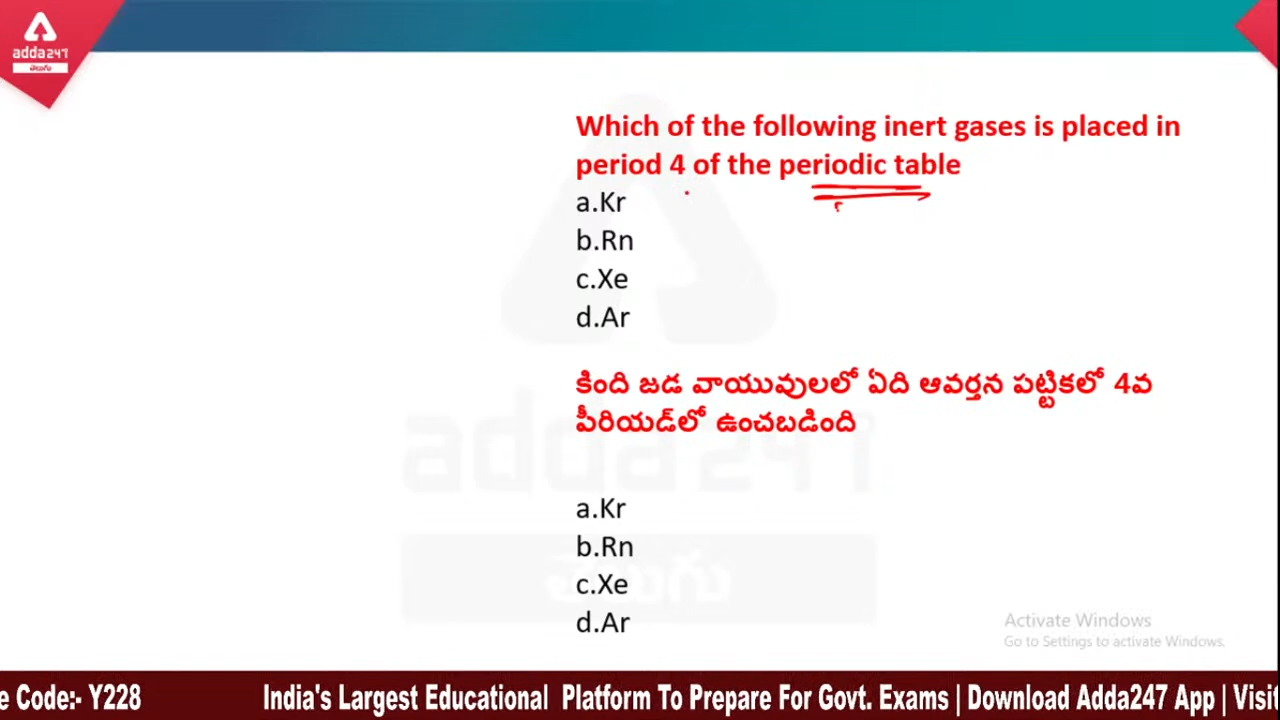 adda247
తెలుగు
Which of the following inert gases is placed in
period 4 of the periodic table
a.Kr
b.Rn
c.Xe
d.Ar
కింది జడ వాయువులలో ఏది ఆవర్తన పట్టికలో 4వ
పీరియడ్‌లో ఉంచబడింది
adda247
a.Kr
b.Rn
c.Xe
తెలుగు
d.Ar
Activate Windows
Go to Settings to activate Windows.
e Code:- Y228 India's Largest Educational Platform To Prepare For Govt. Exams | Download Adda247 App | Visit